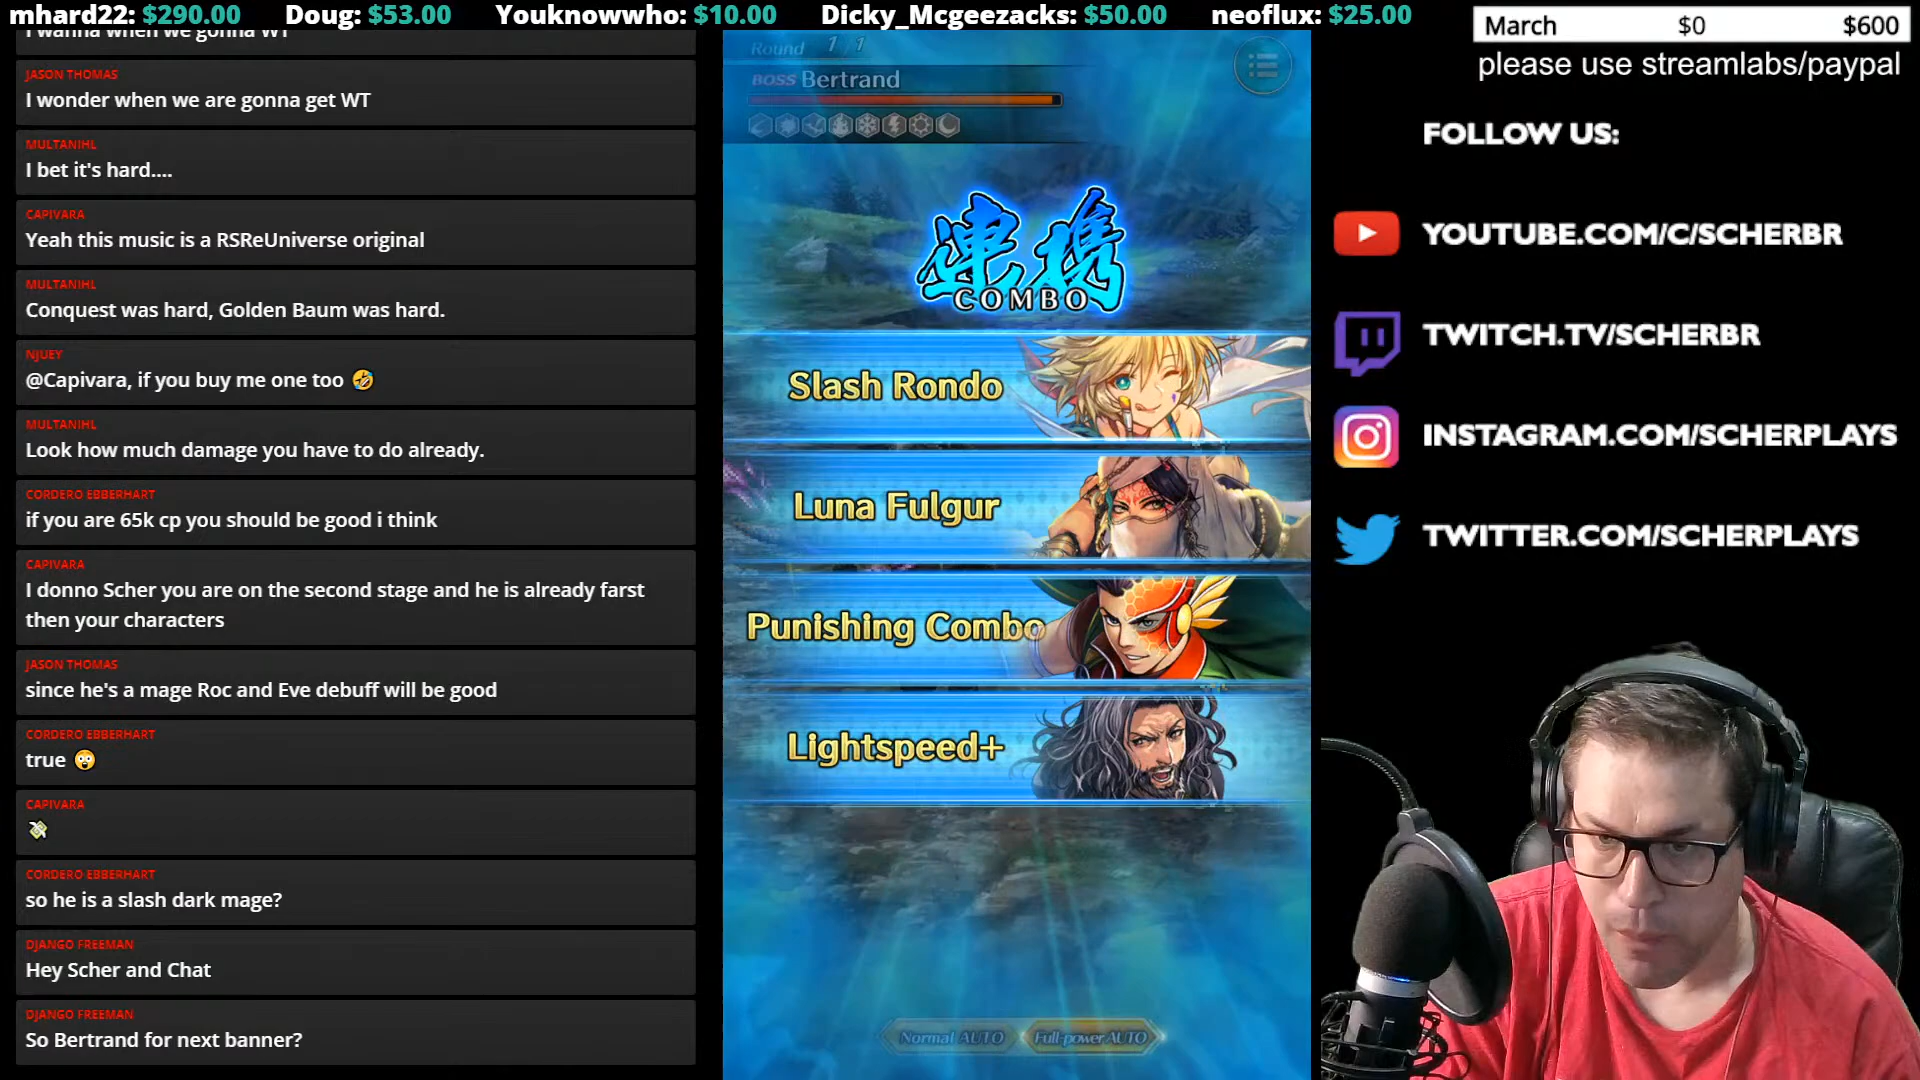 mhard22: $290.00 Doug: $53.00 Youknowwho: $10.00 Dicky_Mcgeezacks: $50.00 neoflux: $25.00
I wanna when we gonna WT
JASON THOMAS
I wonder when we are gonna get WT
MULTANIHL
I bet it's hard....
CAPIVARA
Yeah this music is a RSReUniverse original
MULTANIHL
Conquest was hard, Golden Baum was hard.
NJUEY
@Capivara, if you buy me one too 🤣
MULTANIHL
Look how much damage you have to do already.
CORDERO EBBERHART
if you are 65k cp you should be good i think
CAPIVARA
I donno Scher you are on the second stage and he is already farst
then your characters
JASON THOMAS
since he's a mage Roc and Eve debuff will be good
CORDERO EBBERHART
true 😲
CAPIVARA
💸
CORDERO EBBERHART
so he is a slash dark mage?
DJANGO FREEMAN
Hey Scher and Chat
DJANGO FREEMAN
So Bertrand for next banner?
Round 1/1
BOSS Bertrand
連携
COMBO
Slash Rondo
Luna Fulgur
Punishing Combo
Lightspeed+
Normal AUTO
Full-power AUTO
March $0 $600
please use streamlabs/paypal
FOLLOW US:
YOUTUBE.COM/C/SCHERBR
TWITCH.TV/SCHERBR
INSTAGRAM.COM/SCHERPLAYS
TWITTER.COM/SCHERPLAYS